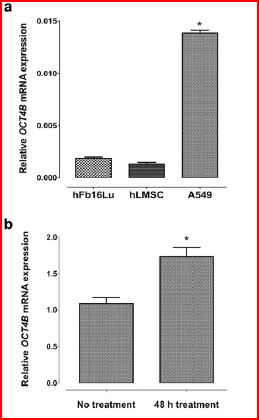 a
Relative OCT4B mRNA expression
0.015
0.010
0.005
0.000
*
hFb16Lu hLMSC A549
b
Relative OCT4B mRNA expression
2.0
1.5
1.0
0.5
0.0
*
No treatment 48 h treatment